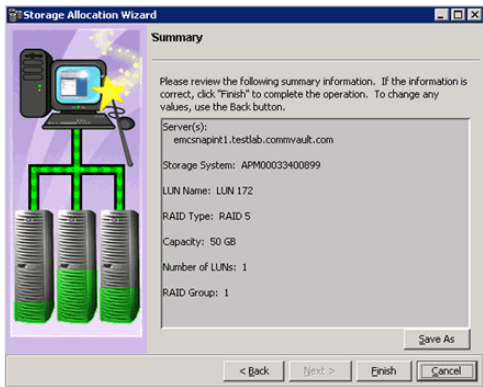 Storage Allocation Wizard
Summary
Please review the following summary information. If the information is
correct, click "Finish" to complete the operation. To change any
values, use the Back button.
Server(s):
emcsnapint1.testlab.commvault.com
Storage System: APM00033400899
LUN Name: LUN 172
RAID Type: RAID 5
Capacity: 50 GB
Number of LUNs: 1
RAID Group: 1
Save As
< Back
Next >
Finish
Cancel